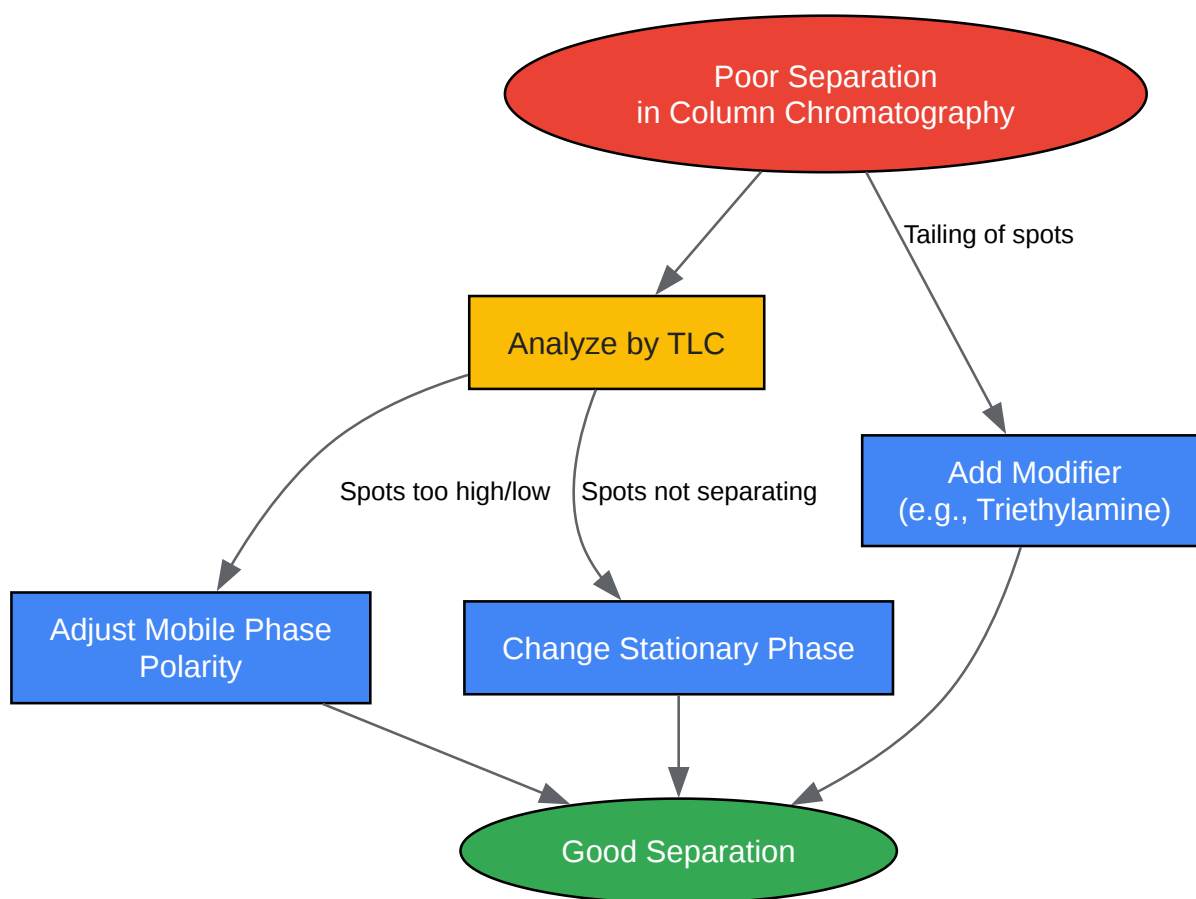 Poor Separation
in Column Chromatography
Tailing of spots
Analyze by TLC
Add Modifier
(e.g., Triethylamine)
Spots too high/low
Spots not separating
Adjust Mobile Phase
Polarity
Change Stationary Phase
Good Separation